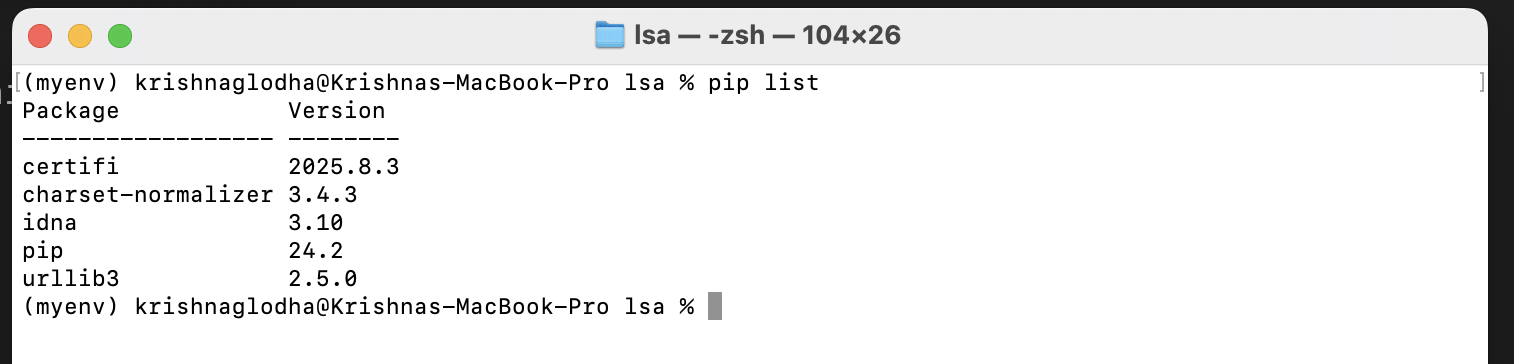 lsa — -zsh — 104×26
[(myenv) krishnaglodha@Krishnas-MacBook-Pro lsa % pip list ]
Package            Version
------------------ --------
certifi            2025.8.3
charset-normalizer 3.4.3
idna               3.10
pip                24.2
urllib3            2.5.0
(myenv) krishnaglodha@Krishnas-MacBook-Pro lsa %